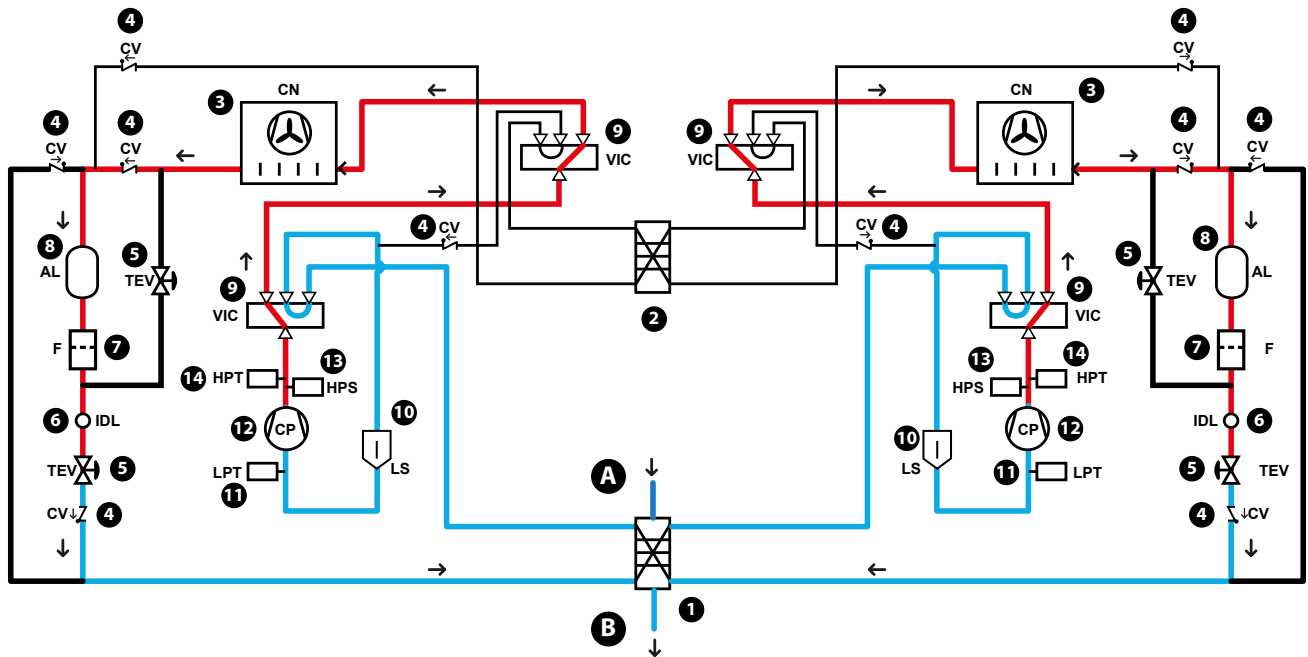 4 4
CV CV
CN CN
3 3
4 4 4 4
CV CV CV CV
9 9
VIC VIC
4 CV CV 4
8 5 5 8
AL TEV TEV AL
9 9
VIC VIC
2
F 7 7 F
13 13 14
14 HPT HPS HPS HPT
10 10
6 IDL 12 CP CP 12 IDL 6
TEV 5 LPT LS LS 11 LPT 5 TEV
11
A
CV 4 4 CV
1
B